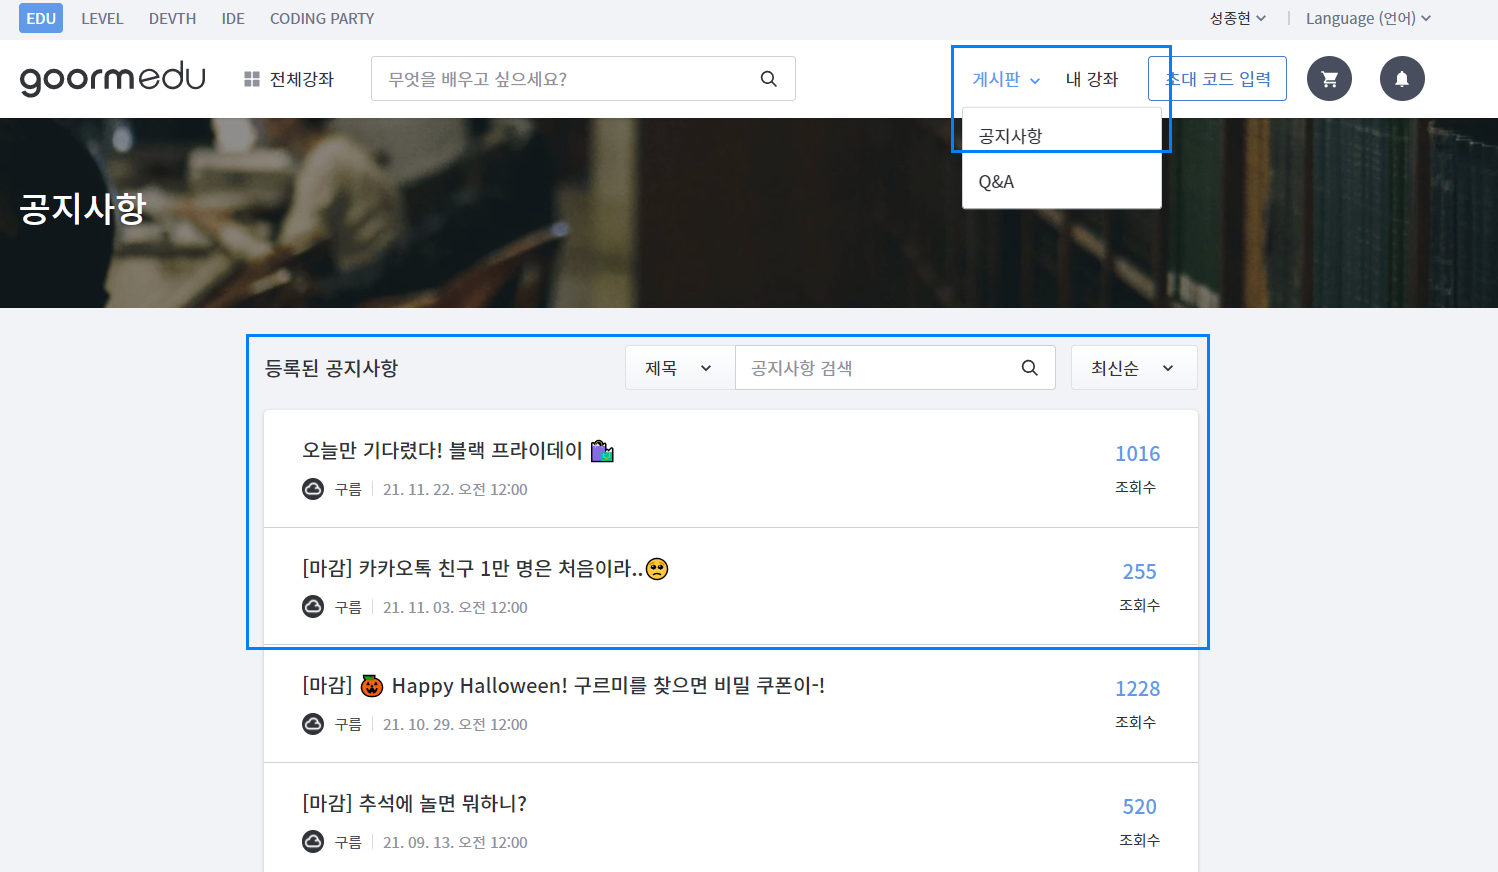 EDU LEVEL DEVTH IDE CODING PARTY 성종현 Language (언어)
goormedu 전체강좌 무엇을 배우고 싶으세요? 게시판 내 강좌 초대 코드 입력
공지사항
Q&A
공지사항
등록된 공지사항 제목 공지사항 검색 최신순
오늘만 기다렸다! 블랙 프라이데이 🛍️ 1016
구름 21. 11. 22. 오전 12:00 조회수
[마감] 카카오톡 친구 1만 명은 처음이라..🥺 255
구름 21. 11. 03. 오전 12:00 조회수
[마감] 🎃 Happy Halloween! 구르미를 찾으면 비밀 쿠폰이-! 1228
구름 21. 10. 29. 오전 12:00 조회수
[마감] 추석에 놀면 뭐하니? 520
구름 21. 09. 13. 오전 12:00 조회수